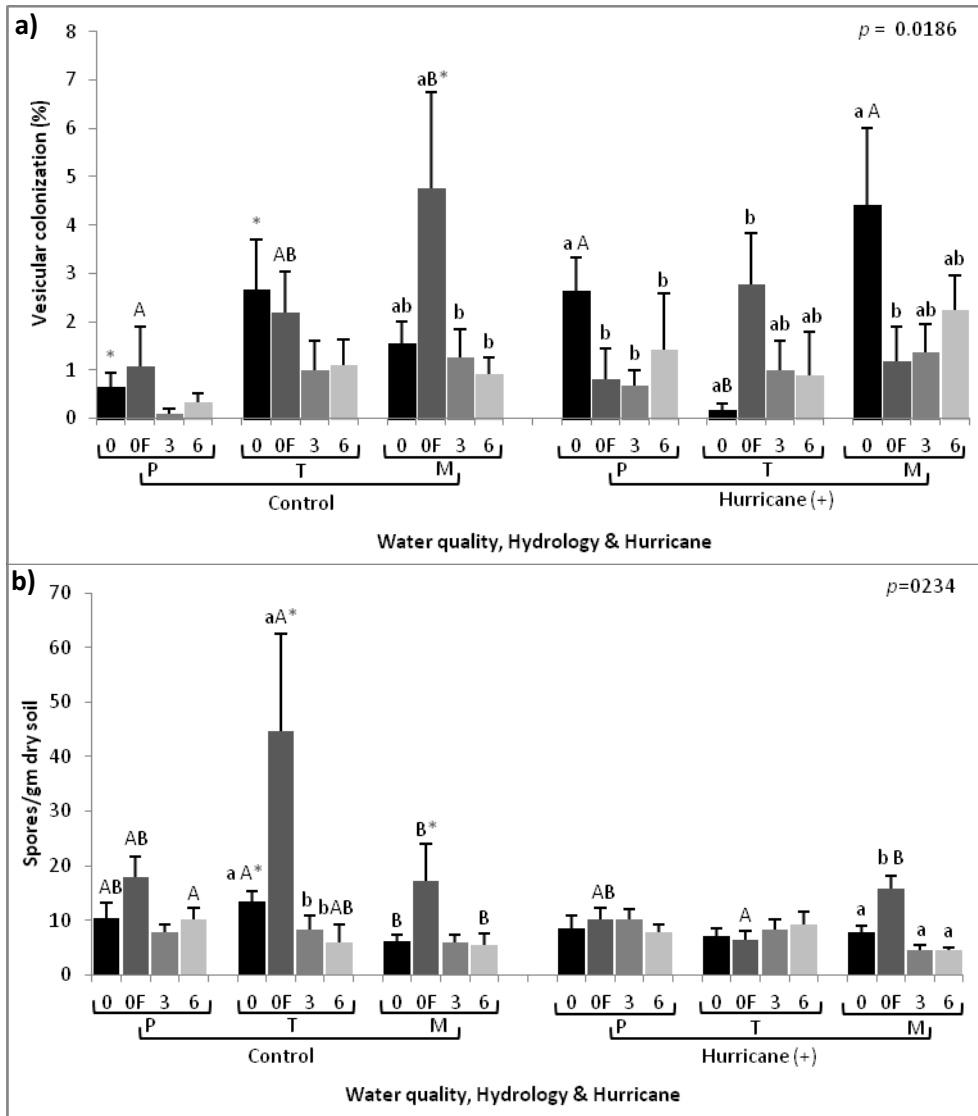 a)
p = 0.0186
Vesicular colonization (%)
8
7
6
5
4
3
2
1
0
* A * AB ab aB* b b a A b b b aB b ab ab a A b ab ab
0 0F 3 6 0 0F 3 6 0 0F 3 6 0 0F 3 6 0 0F 3 6 0 0F 3 6
P T M P T M
Control Hurricane (+)
Water quality, Hydrology & Hurricane
b)
p=0234
Spores/gm dry soil
70
60
50
40
30
20
10
0
AB AB A a A* aA* b bAB B B* B AB A a b B a a
0 0F 3 6 0 0F 3 6 0 0F 3 6 0 0F 3 6 0 0F 3 6 0 0F 3 6
P T M P T M
Control Hurricane (+)
Water quality, Hydrology & Hurricane